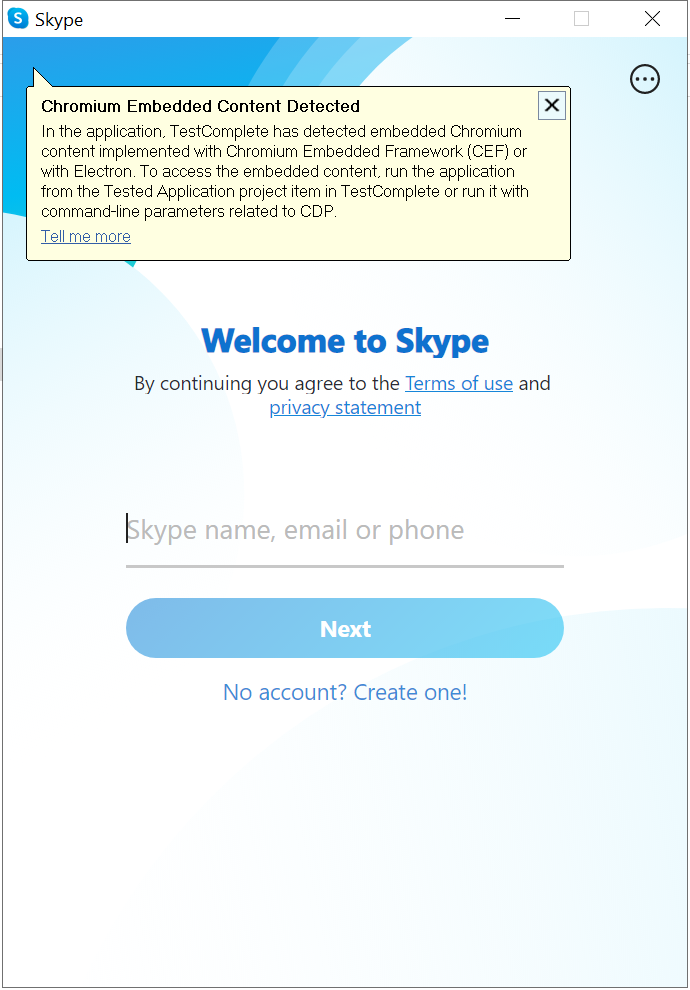 Skype
Chromium Embedded Content Detected
In the application, TestComplete has detected embedded Chromium
content implemented with Chromium Embedded Framework (CEF) or
with Electron. To access the embedded content, run the application
from the Tested Application project item in TestComplete or run it with
command-line parameters related to CDP.
Tell me more
Welcome to Skype
By continuing you agree to the Terms of use and
privacy statement
Skype name, email or phone
Next
No account? Create one!